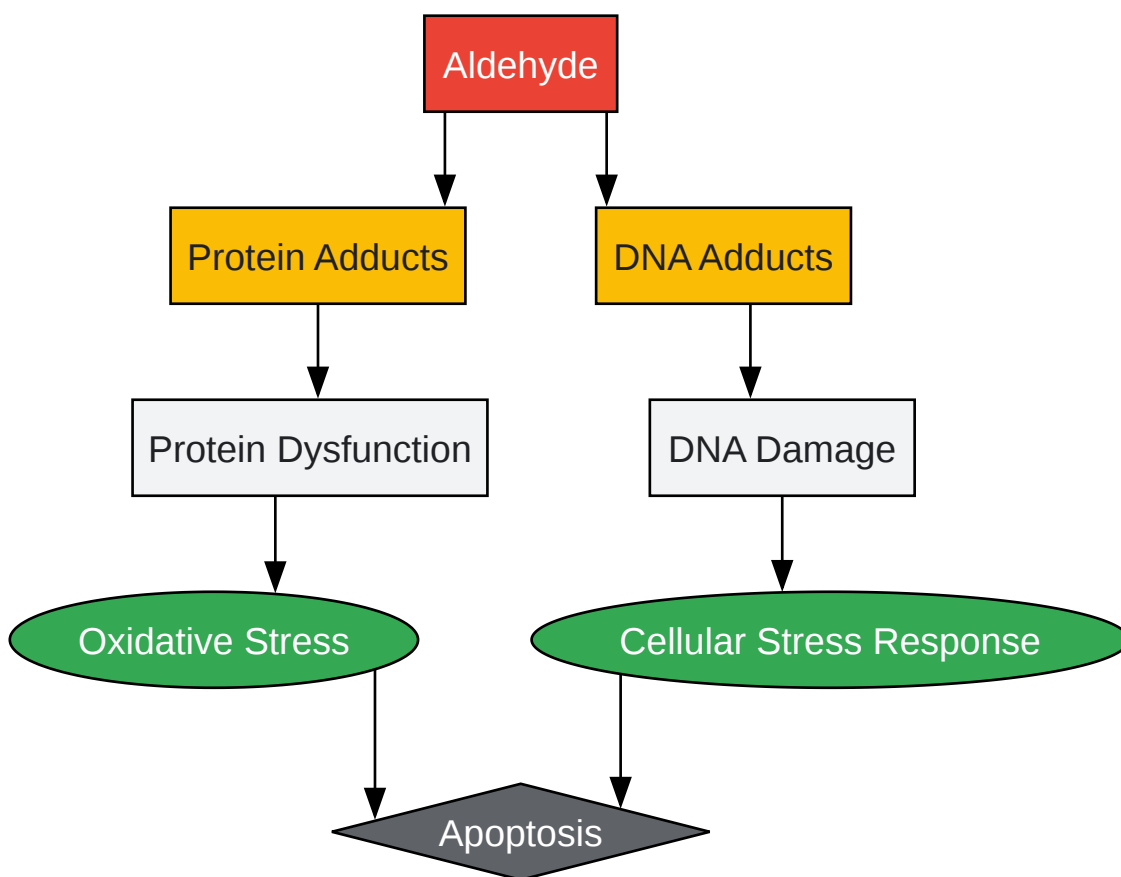 Aldehyde
Protein Adducts
DNA Adducts
Protein Dysfunction
DNA Damage
Oxidative Stress
Cellular Stress Response
Apoptosis